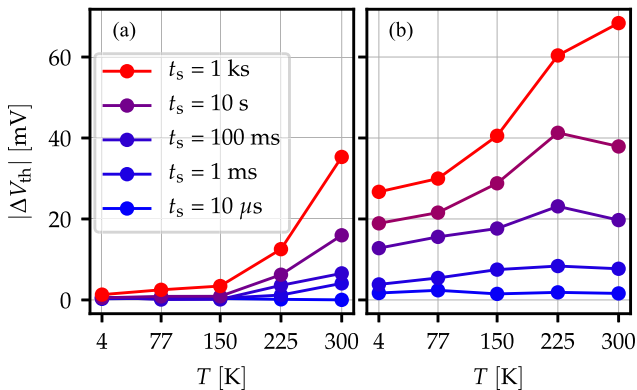 (a)
(b)
|ΔV_th| [mV]
60
40
20
0
t_s = 1 ks
t_s = 10 s
t_s = 100 ms
t_s = 1 ms
t_s = 10 μs
4 77 150 225 300
4 77 150 225 300
T [K]
T [K]